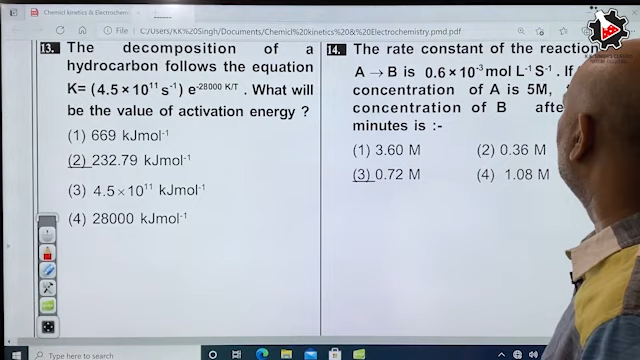 Chemicl kinetics & Electrochem
File C:/Users/KK%20Singh/Documents/Chemicl%20kinetics%20&%20Electrochemistry.pmd.pdf
13. The decomposition of a
hydrocarbon follows the equation
K= (4.5 × 10¹¹ s⁻¹) e⁻²⁸⁰⁰⁰ ᴷ/ᵀ . What will
be the value of activation energy ?
(1) 669 kJmol⁻¹
(2) 232.79 kJmol⁻¹
(3) 4.5 × 10¹¹ kJmol⁻¹
(4) 28000 kJmol⁻¹
14. The rate constant of the reaction
A → B is 0.6 × 10⁻³ mol L⁻¹ S⁻¹ . If
concentration of A is 5M,
concentration of B
minutes is :-
(1) 3.60 M (2) 0.36 M
(3) 0.72 M (4) 1.08 M
Type here to search